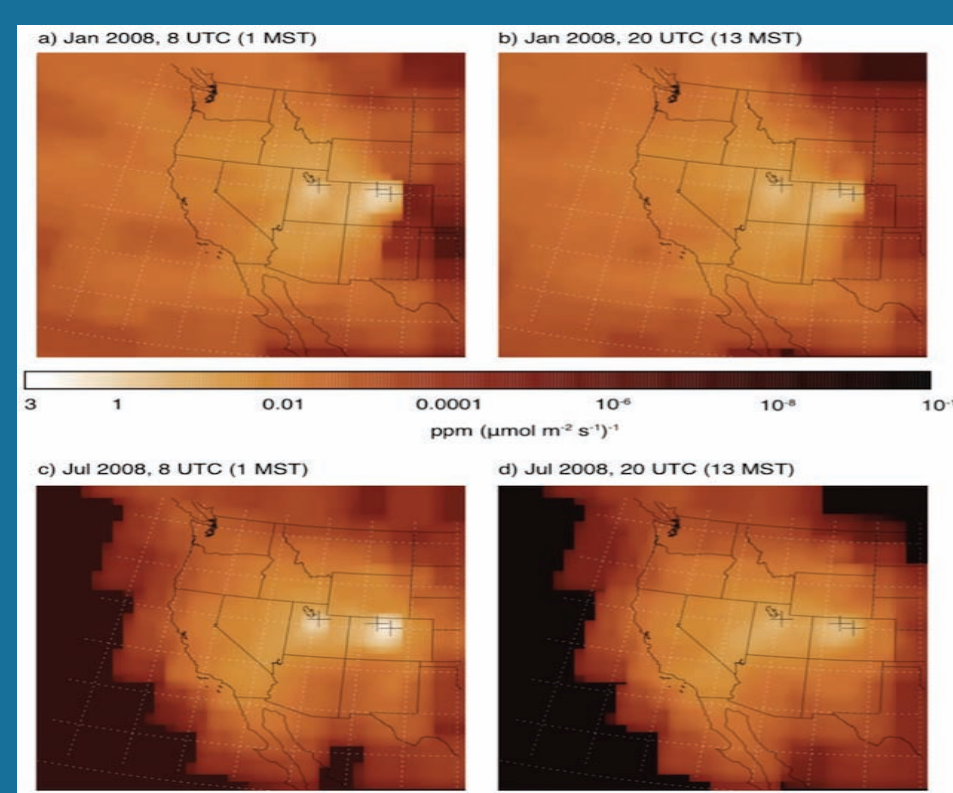 a) Jan 2008, 8 UTC (1 MST)
b) Jan 2008, 20 UTC (13 MST)
3 1 0.01 0.0001 10⁻⁶ 10⁻⁸
ppm (μmol m⁻² s⁻¹)⁻¹
c) Jul 2008, 8 UTC (1 MST)
d) Jul 2008, 20 UTC (13 MST)